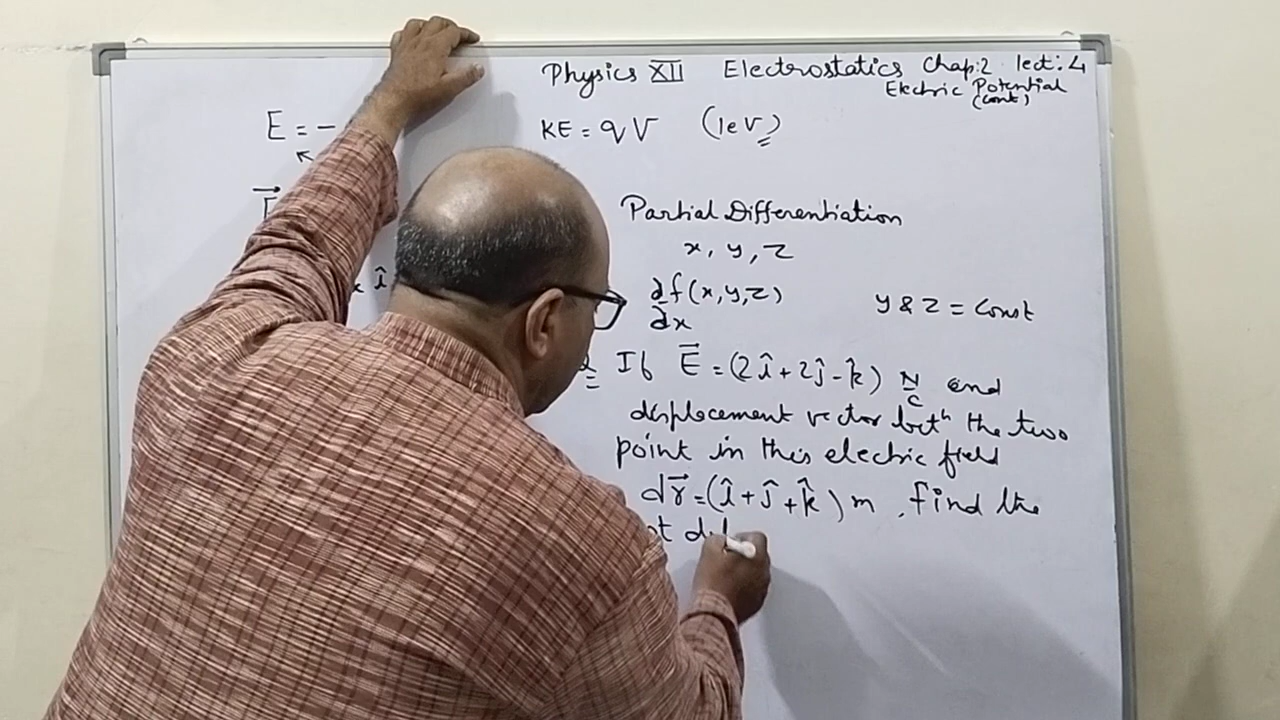 Physics XII Electrostatics Chap:2 lect:4
Electric Potential
(cont)
E = -
KE = qV (1eV)
Partial Differentiation
x, y, z
î
∂f(x,y,z)
∂x
y & z = Const
Q If E⃗ = (2î+2ĵ-k̂) N/C and
displacement vector betⁿ the two
point in this electric field
dr⃗ = (î+ĵ+k̂) m , find the